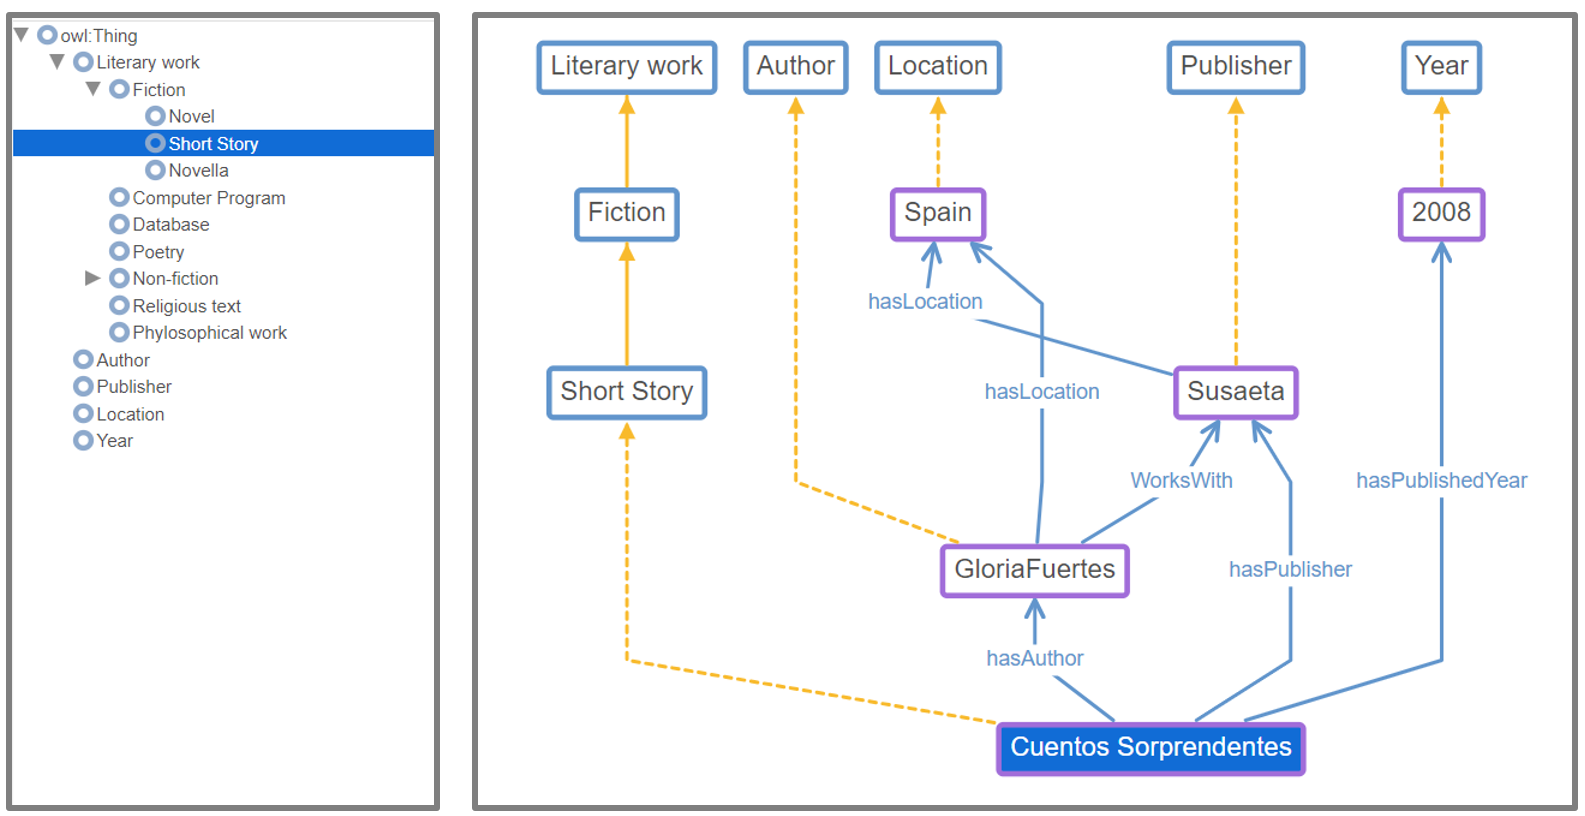 owl:Thing
Literary work
Fiction
Novel
Short Story
Novella
Computer Program
Database
Poetry
Non-fiction
Religious text
Phylosophical work
Author
Publisher
Location
Year
Literary work
Author
Location
Publisher
Year
Fiction
Spain
2008
hasLocation
Short Story
hasLocation
Susaeta
WorksWith
hasPublishedYear
GloriaFuertes
hasPublisher
hasAuthor
Cuentos Sorprendentes